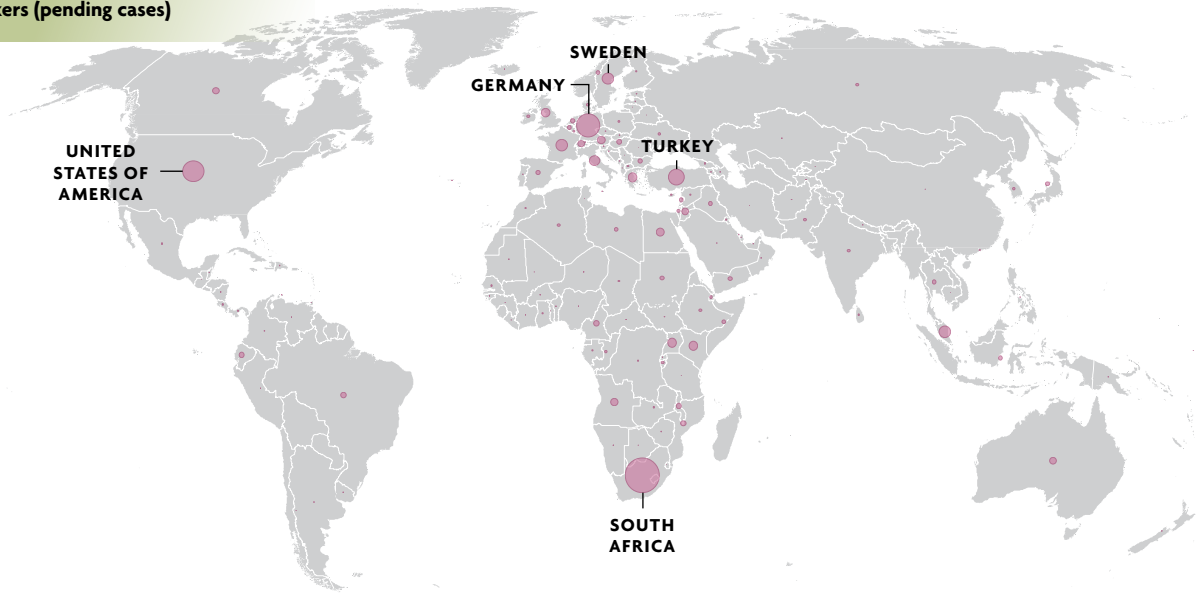 kers (pending cases)
SWEDEN
GERMANY
TURKEY
UNITED
STATES OF
AMERICA
SOUTH
AFRICA